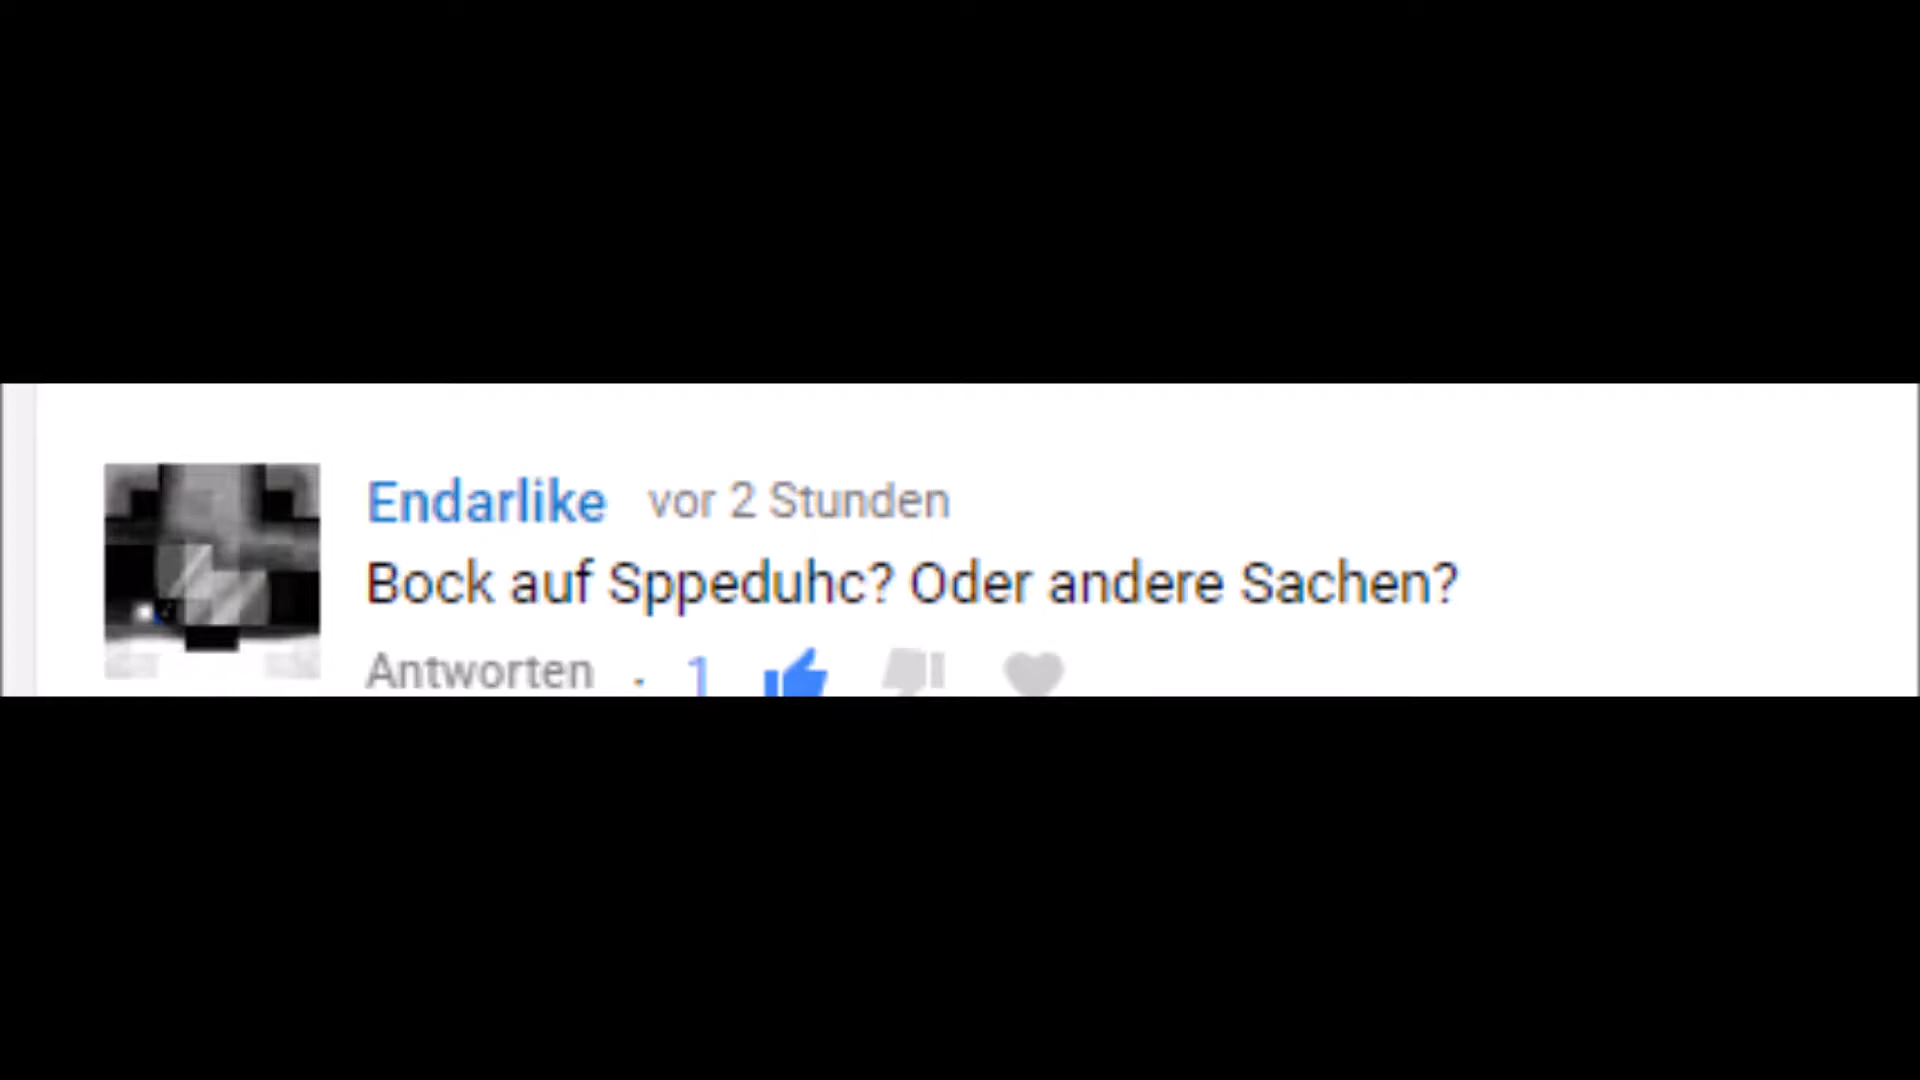 Endarlike vor 2 Stunden
Bock auf Sppeduhc? Oder andere Sachen?
Antworten · 1